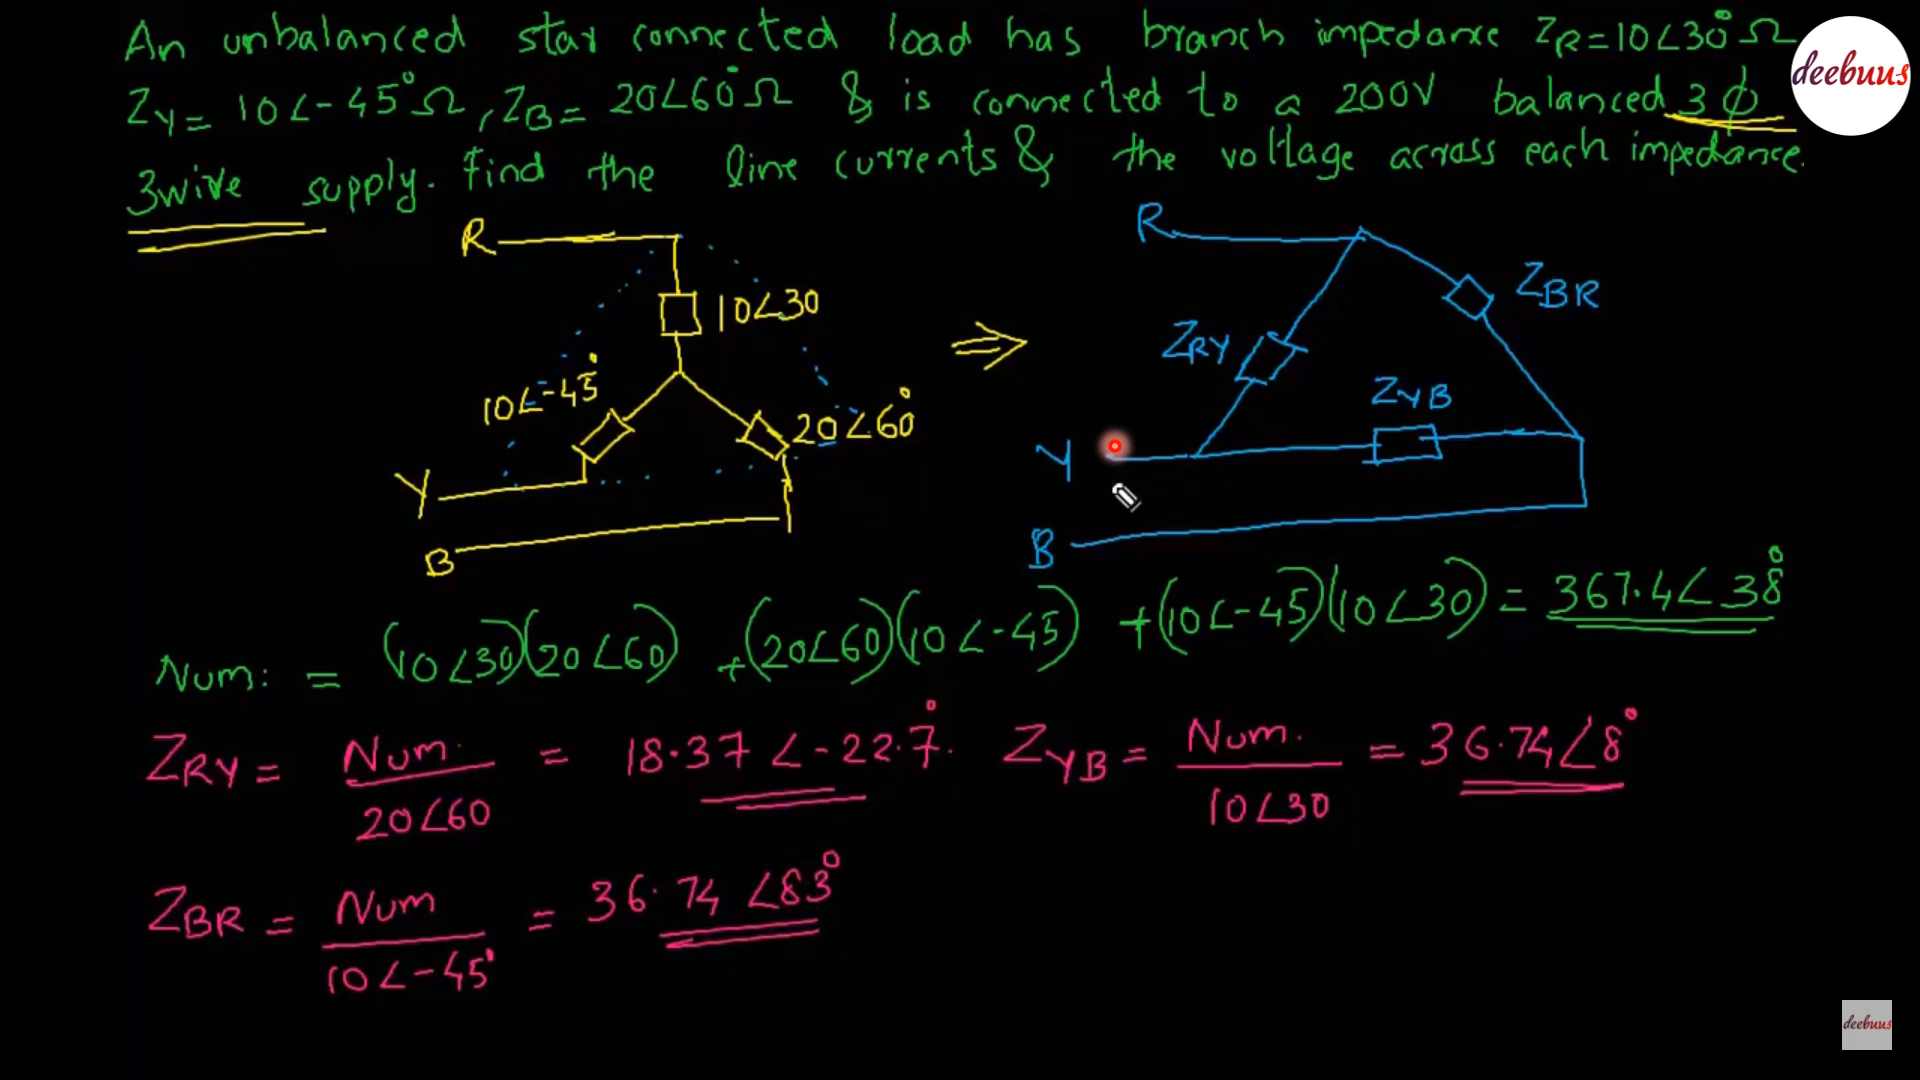 An unbalanced star connected load has branch impedance ZR=10∠30°Ω
ZY= 10∠-45°Ω, ZB= 20∠60°Ω & is connected to a 200V balanced 3ϕ
3wire supply. find the line currents & the voltage across each impedance.
deebuus
R
10∠30
10∠-45°
20∠60°
Y
B
⇒
R
ZBR
ZRY
ZYB
Y
B
Num: = (10∠30)(20∠60) +(20∠60)(10∠-45) +(10∠-45)(10∠30) = 367.4∠38°
ZRY = Num. / 20∠60 = 18.37∠-22.7°. ZYB = Num. / 10∠30 = 36.74∠8°
ZBR = Num / 10∠-45° = 36.74∠83°
deebuus